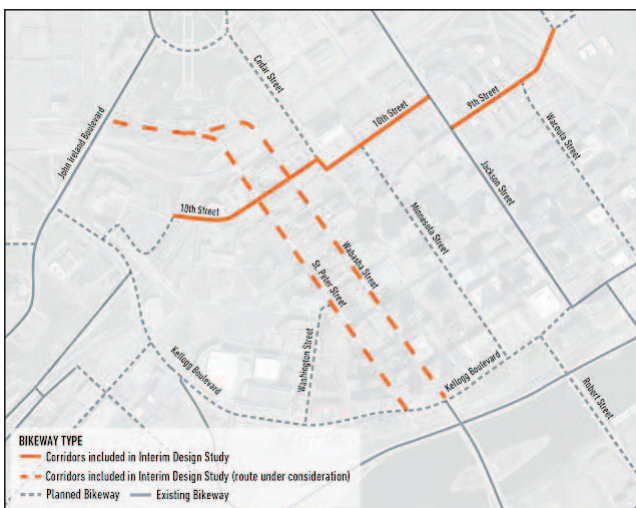 Cedar Street
John Ireland Boulevard
10th Street
9th Street
Wacouta Street
Jackson Street
10th Street
Minnesota Street
Wabasha Street
St. Peter Street
Washington Street
Kellogg Boulevard
Kellogg Boulevard
Robert Street
BIKEWAY TYPE
Corridors included in Interim Design Study
Corridors included in Interim Design Study (route under consideration)
Planned Bikeway Existing Bikeway